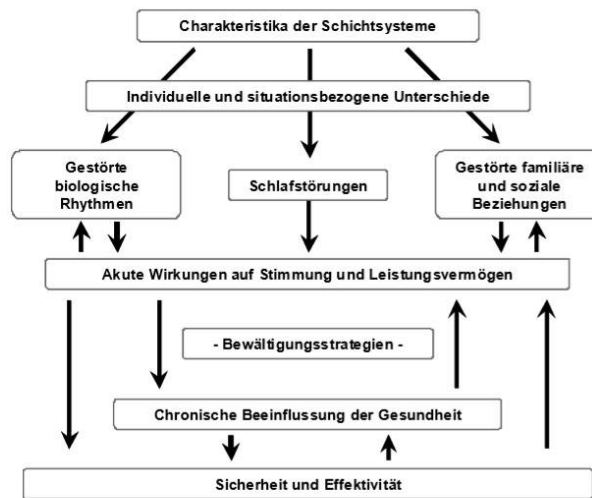 Charakteristika der Schichtsysteme
Individuelle und situationsbezogene Unterschiede
Gestörte
biologische
Rhythmen
Schlafstörungen
Gestörte familiäre
und soziale
Beziehungen
Akute Wirkungen auf Stimmung und Leistungsvermögen
- Bewältigungsstrategien -
Chronische Beeinflussung der Gesundheit
Sicherheit und Effektivität